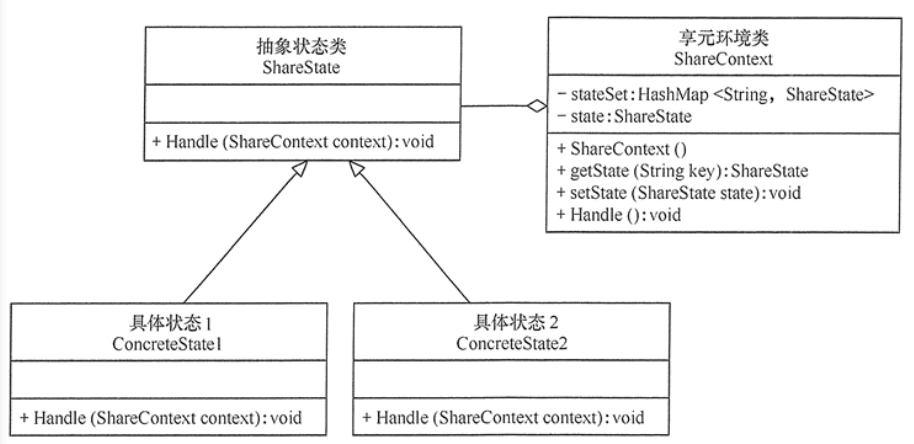 抽象状态类
ShareState
+ Handle (ShareContext context):void
享元环境类
ShareContext
- stateSet:HashMap <String, ShareState>
- state:ShareState
+ ShareContext ()
+ getState (String key):ShareState
+ setState (ShareState state):void
+ Handle ():void
具体状态1
ConcreteState1
+ Handle (ShareContext context):void
具体状态2
ConcreteState2
+ Handle (ShareContext context):void